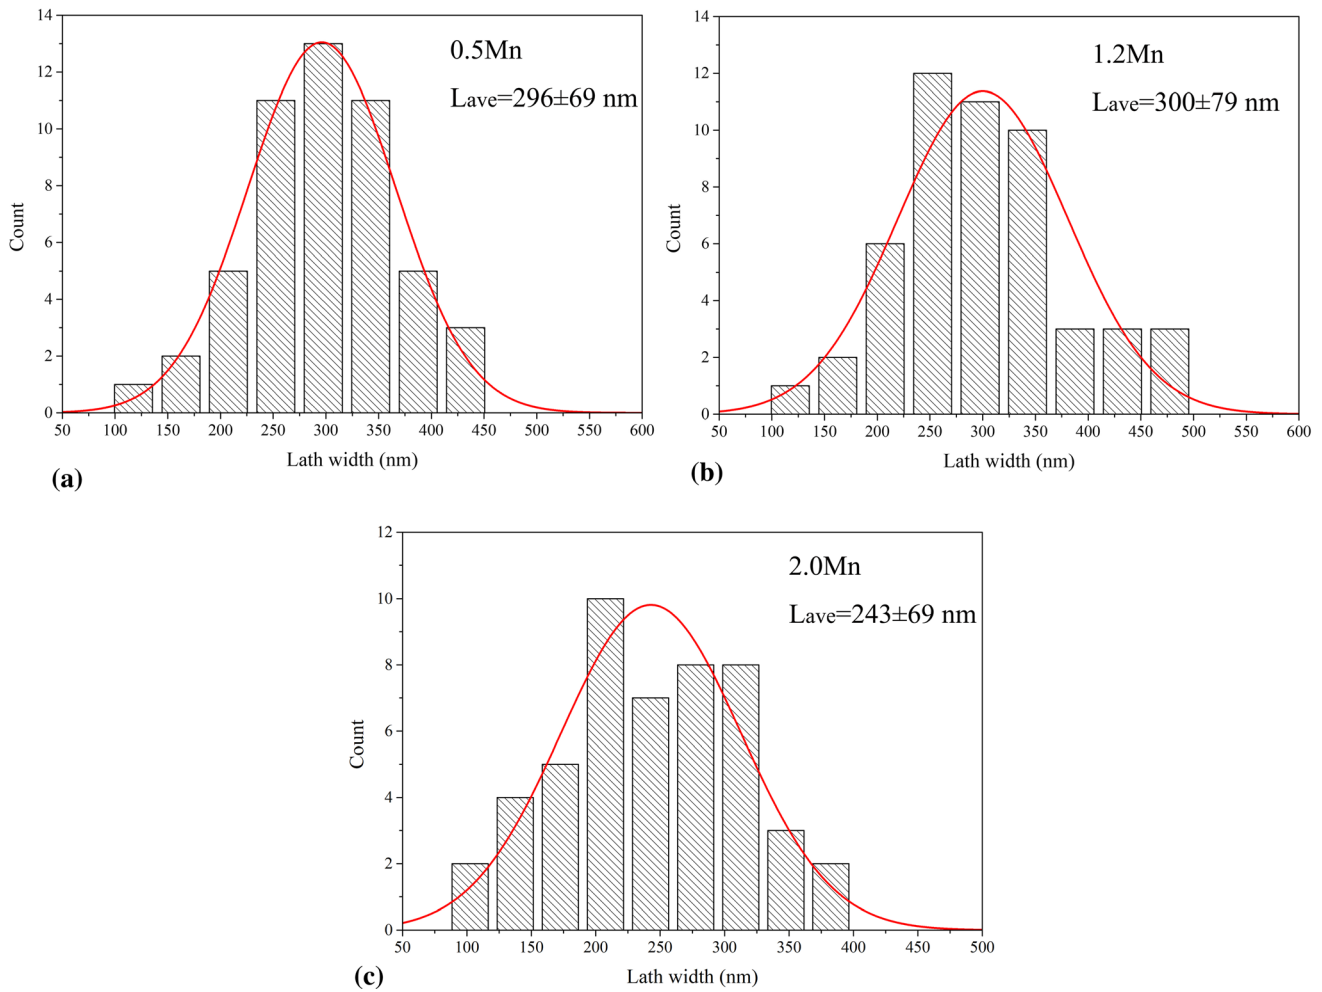 14
12
10
8
6
4
2
0
Count
0.5Mn
Lave=296±69 nm
50 100 150 200 250 300 350 400 450 500 550 600
Lath width (nm)
(a)
14
12
10
8
6
4
2
0
Count
1.2Mn
Lave=300±79 nm
50 100 150 200 250 300 350 400 450 500 550 600
Lath width (nm)
(b)
12
10
8
6
4
2
0
Count
2.0Mn
Lave=243±69 nm
50 100 150 200 250 300 350 400 450 500
Lath width (nm)
(c)